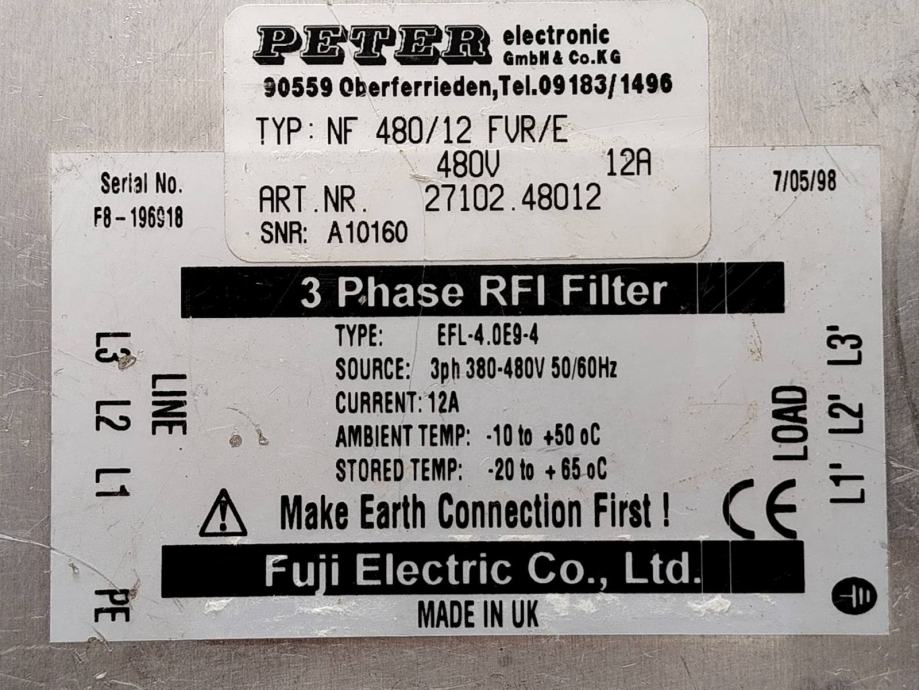 PETER electronic
GmbH & Co.KG
90559 Oberferrieden,Tel.09183/1496
TYP: NF 480/12 FVR/E
480V 12A
ART.NR. 27102.48012
SNR: A10160
Serial No.
F8-196918
7/05/98
3 Phase RFI Filter
TYPE: EFL-4.0E9-4
SOURCE: 3ph 380-480V 50/60Hz
CURRENT: 12A
AMBIENT TEMP: -10 to +50 oC
STORED TEMP: -20 to +65 oC
LINE
L3 L2 L1
PE
LOAD
L1' L2' L3'
Make Earth Connection First !
CE
Fuji Electric Co., Ltd.
MADE IN UK